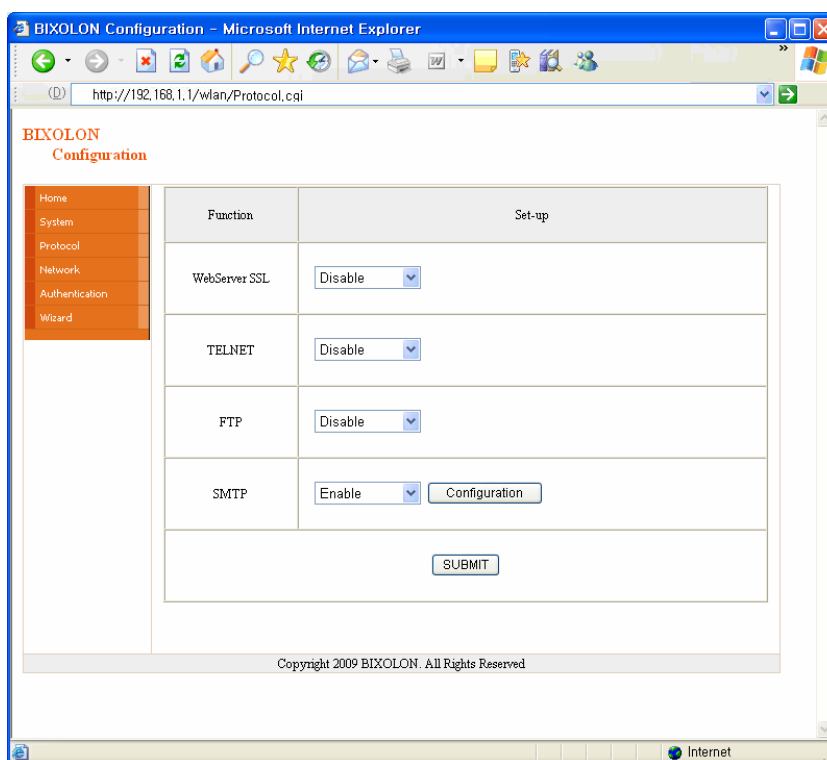 BIXOLON Configuration - Microsoft Internet Explorer
(D) http://192.168.1.1/wlan/Protocol.cgi
BIXOLON
Configuration
Home
System
Protocol
Network
Authentication
Wizard
Function Set-up
WebServer SSL Disable
TELNET Disable
FTP Disable
SMTP Enable Configuration
SUBMIT
Copyright 2009 BIXOLON. All Rights Reserved
Internet